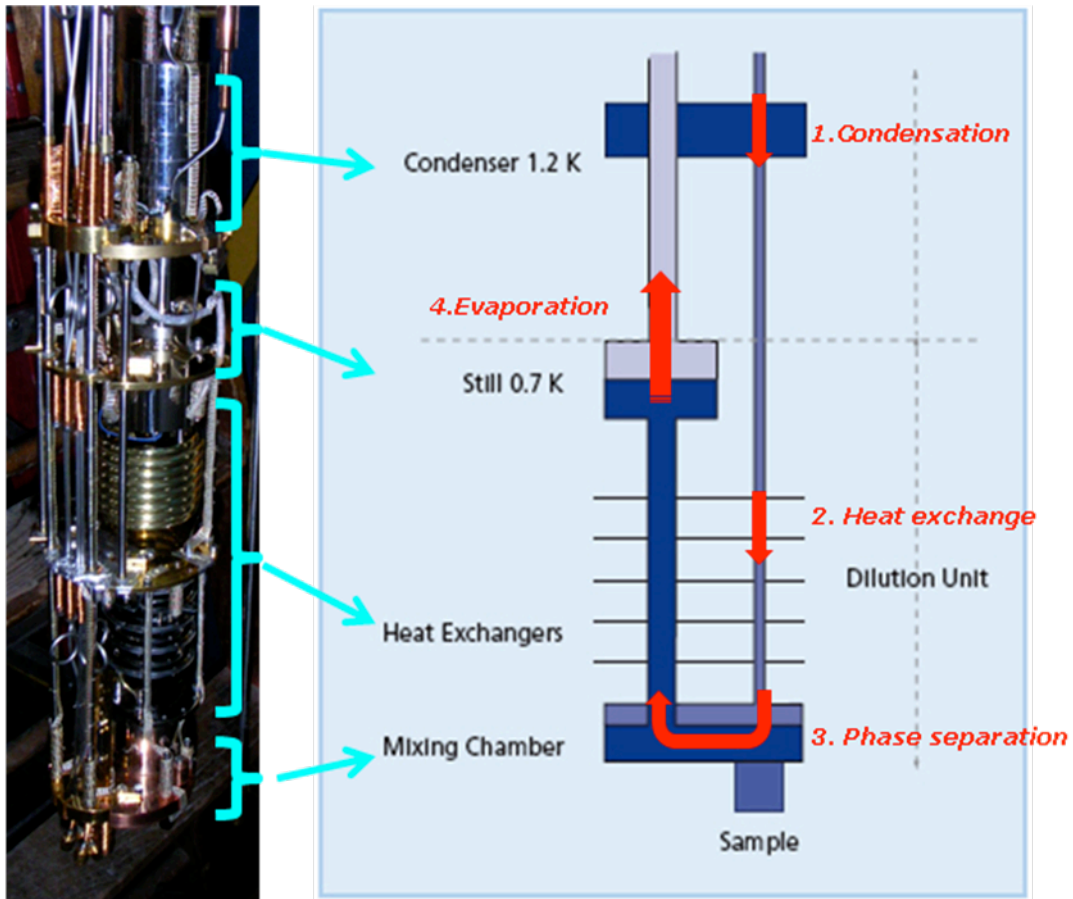 1.Condensation
Condenser 1.2 K
4.Evaporation
Still 0.7 K
2. Heat exchange
Dilution Unit
Heat Exchangers
Mixing Chamber
3. Phase separation
Sample